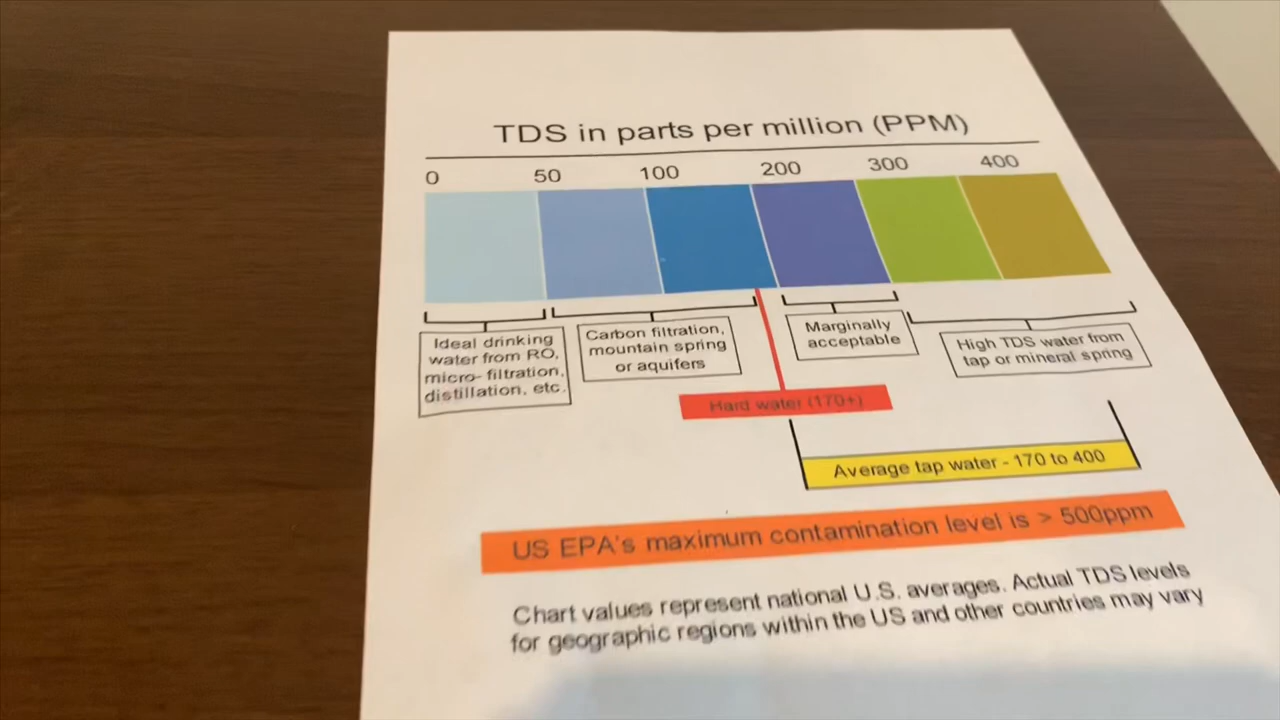 TDS in parts per million (PPM)
0 50 100 200 300 400
Ideal drinking
water from RO,
micro- filtration,
distillation, etc.
Carbon filtration,
mountain spring
or aquifers
Marginally
acceptable
High TDS water from
tap or mineral spring
Hard water (170+)
Average tap water - 170 to 400
US EPA's maximum contamination level is > 500ppm
Chart values represent national U.S. averages. Actual TDS levels
for geographic regions within the US and other countries may vary